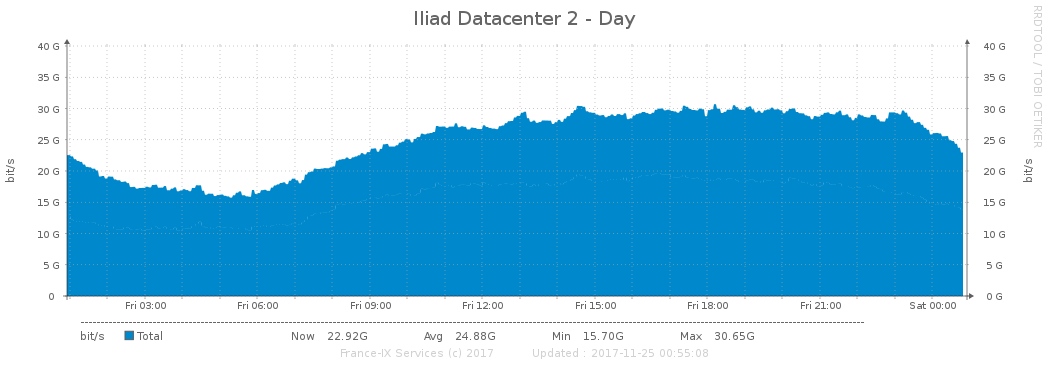 Iliad Datacenter 2 - Day
RRDTOOL / TOBI OETIKER
bit/s
40 G 40 G
35 G 35 G
30 G 30 G
25 G 25 G
20 G 20 G
15 G 15 G
10 G 10 G
5 G 5 G
0 0 G
bit/s
Fri 03:00 Fri 06:00 Fri 09:00 Fri 12:00 Fri 15:00 Fri 18:00 Fri 21:00 Sat 00:00
bit/s Total Now 22.92G Avg 24.88G Min 15.70G Max 30.65G
France-IX Services (c) 2017 Updated : 2017-11-25 00:55:08